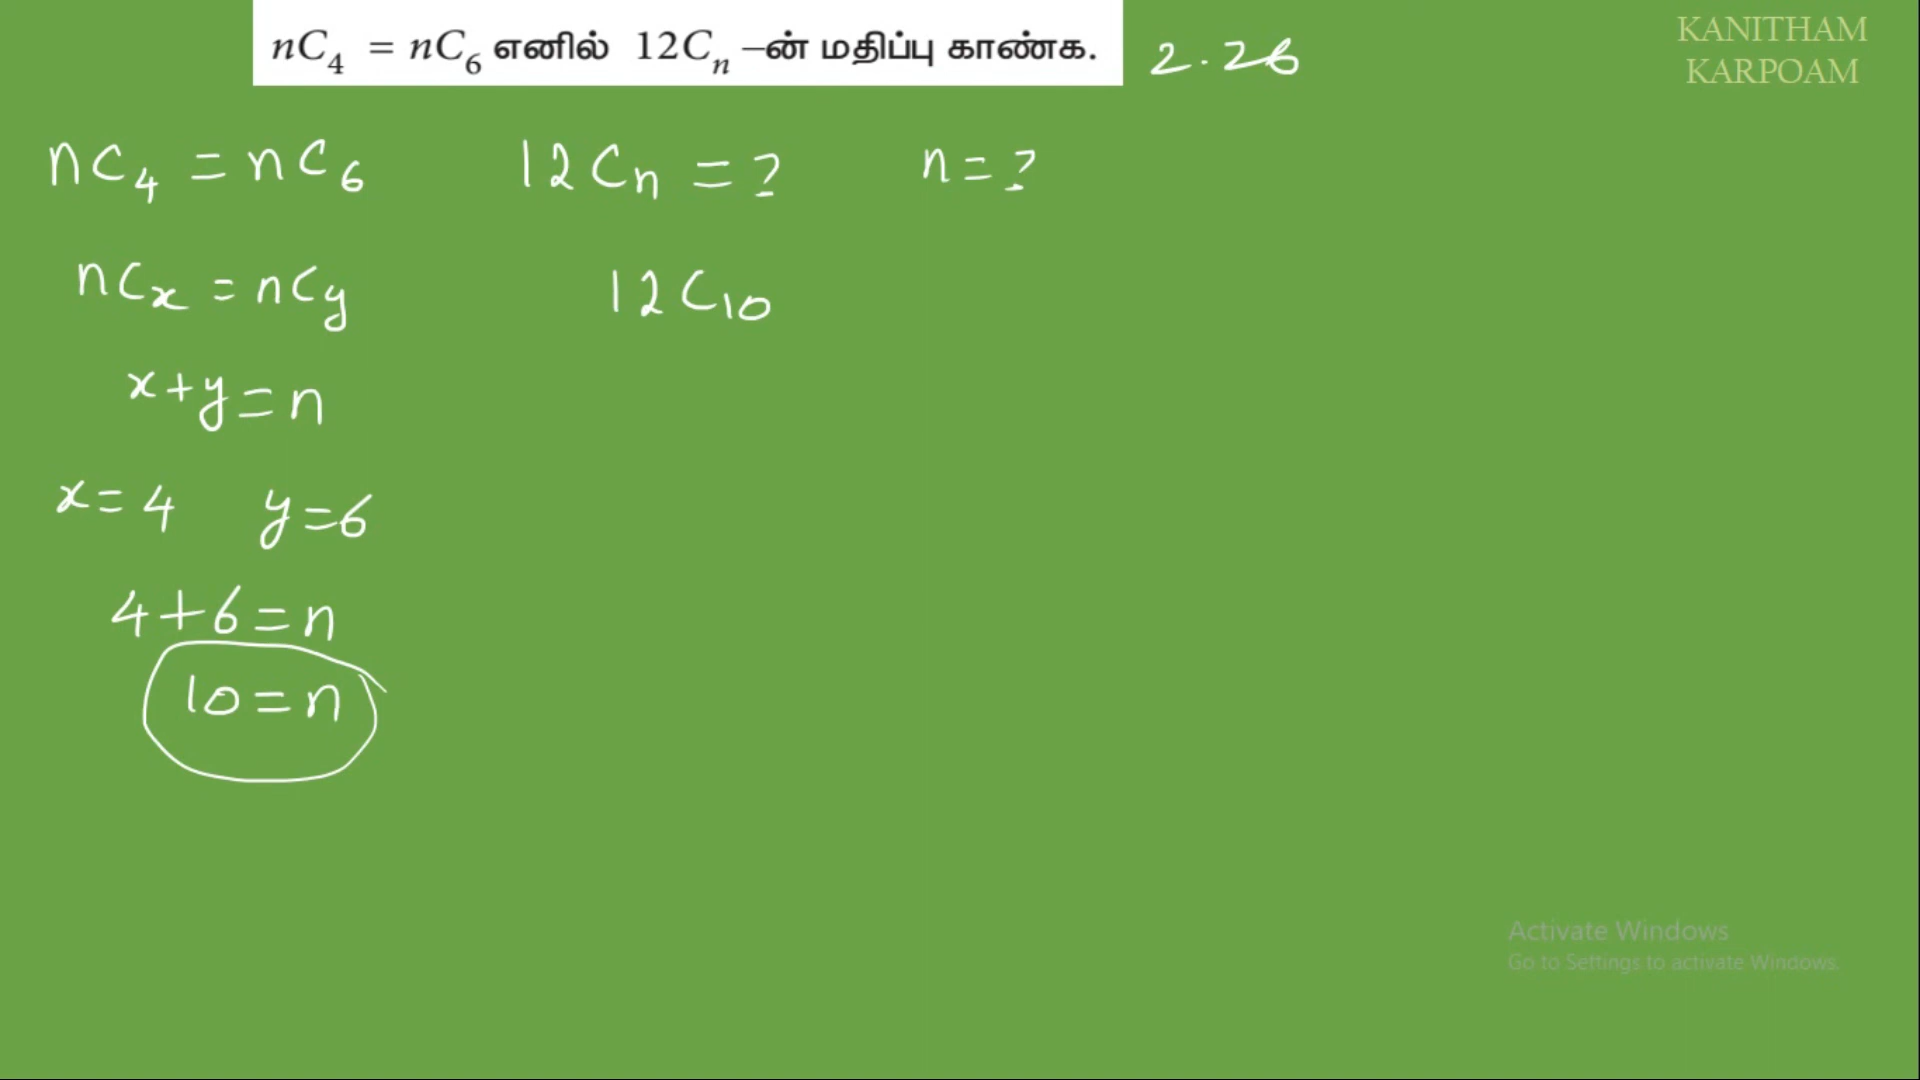 nC₄ = nC₆ எனில் 12Cₙ –ன் மதிப்பு காண்க. 2.26
KANITHAM
KARPOAM
nC₄ = nC₆ 12Cₙ = ? n = ?
nCₓ = nCy 12C₁₀
x + y = n
x = 4 y = 6
4 + 6 = n
10 = n
Activate Windows
Go to Settings to activate Windows.